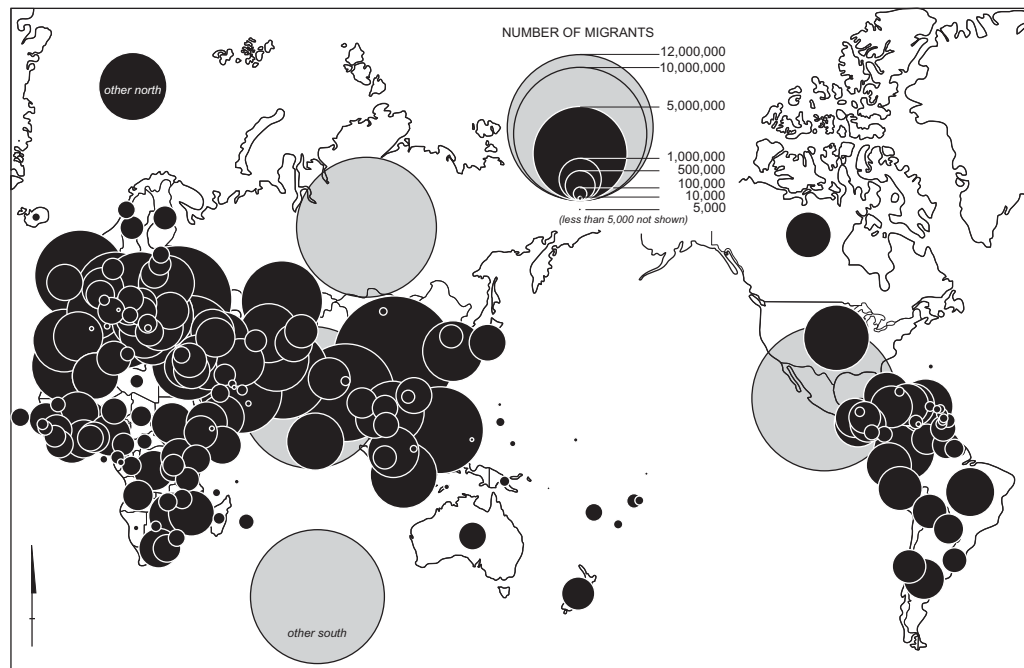 NUMBER OF MIGRANTS
12,000,000
10,000,000
5,000,000
1,000,000
500,000
100,000
10,000
5,000
(less than 5,000 not shown)
other north
other south